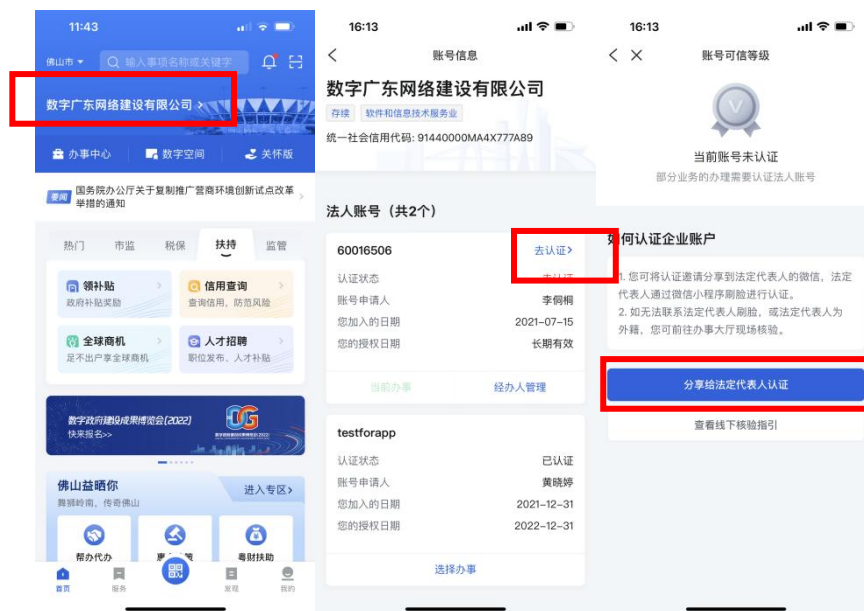 11:43
佛山市
输入事项名称或关键字
数字广东网络建设有限公司 >
办事中心
数字空间
关怀版
要闻
国务院办公厅关于复制推广营商环境创新试点改革
举措的通知
热门
市监
税保
扶持
监管
领补贴
政府补贴奖励
信用查询
查询信用、防范风险
全球商机
足不出户享全球商机
人才招聘
职位发布、人才补贴
数字政府建设成果博览会(2022)
快来报名>>
佛山益晒你
舞狮岭南，传奇佛山
进入专区>
帮办代办
粤财扶助
首页
服务
发现
我的
16:13
账号信息
数字广东网络建设有限公司
存续
软件和信息技术服务业
统一社会信用代码: 91440000MA4X777A89
法人账号（共2个）
60016506
去认证>
认证状态
未认证
账号申请人
李侗桐
您加入的日期
2021-07-15
您的授权日期
长期有效
当前办事
经办人管理
testforapp
认证状态
已认证
账号申请人
黄晓婷
您加入的日期
2021-12-31
您的授权日期
2022-12-31
选择办事
16:13
账号可信等级
当前账号未认证
部分业务的办理需要认证法人账号
如何认证企业账户
1. 您可将认证邀请分享到法定代表人的微信，法定
代表人通过微信小程序刷脸进行认证。
2. 如无法联系法定代表人刷脸，或法定代表人为
外籍，您可前往办事大厅现场核验。
分享给法定代表人认证
查看线下核验指引